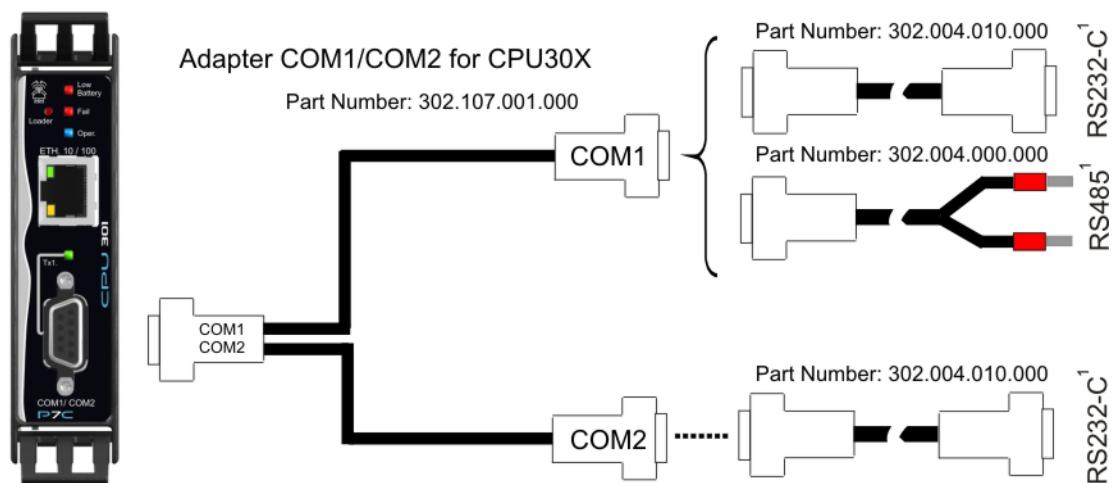 Low
Battery
Fail
Loader
Oper.
ETH. 10 / 100
CPU 301
Tx1.
COM1/ COM2
P7C
Adapter COM1/COM2 for CPU30X
Part Number: 302.107.001.000
COM1
COM2
COM1
Part Number: 302.004.010.000
RS232-C¹
Part Number: 302.004.000.000
RS485¹
COM2
Part Number: 302.004.010.000
RS232-C¹